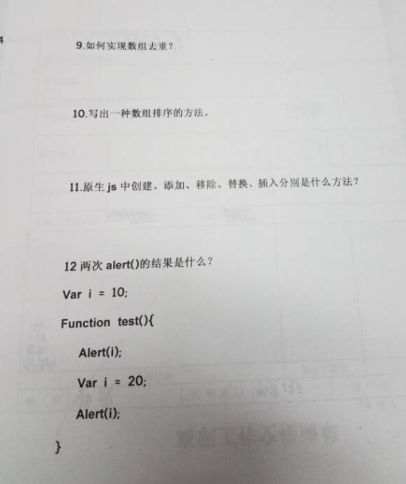 9.如何实现数组去重?
10.写出一种数组排序的方法。
11.原生 js 中创建、添加、移除、替换、插入分别是什么方法?
12 两次 alert()的结果是什么?
Var i = 10;
Function test(){
Alert(i);
Var i = 20;
Alert(i);
}